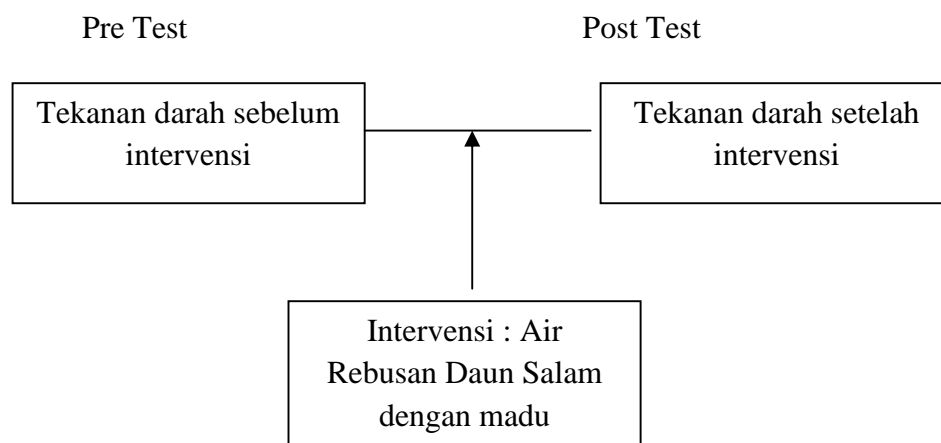 Pre Test
Post Test
Tekanan darah sebelum
intervensi
Tekanan darah setelah
intervensi
Intervensi : Air
Rebusan Daun Salam
dengan madu